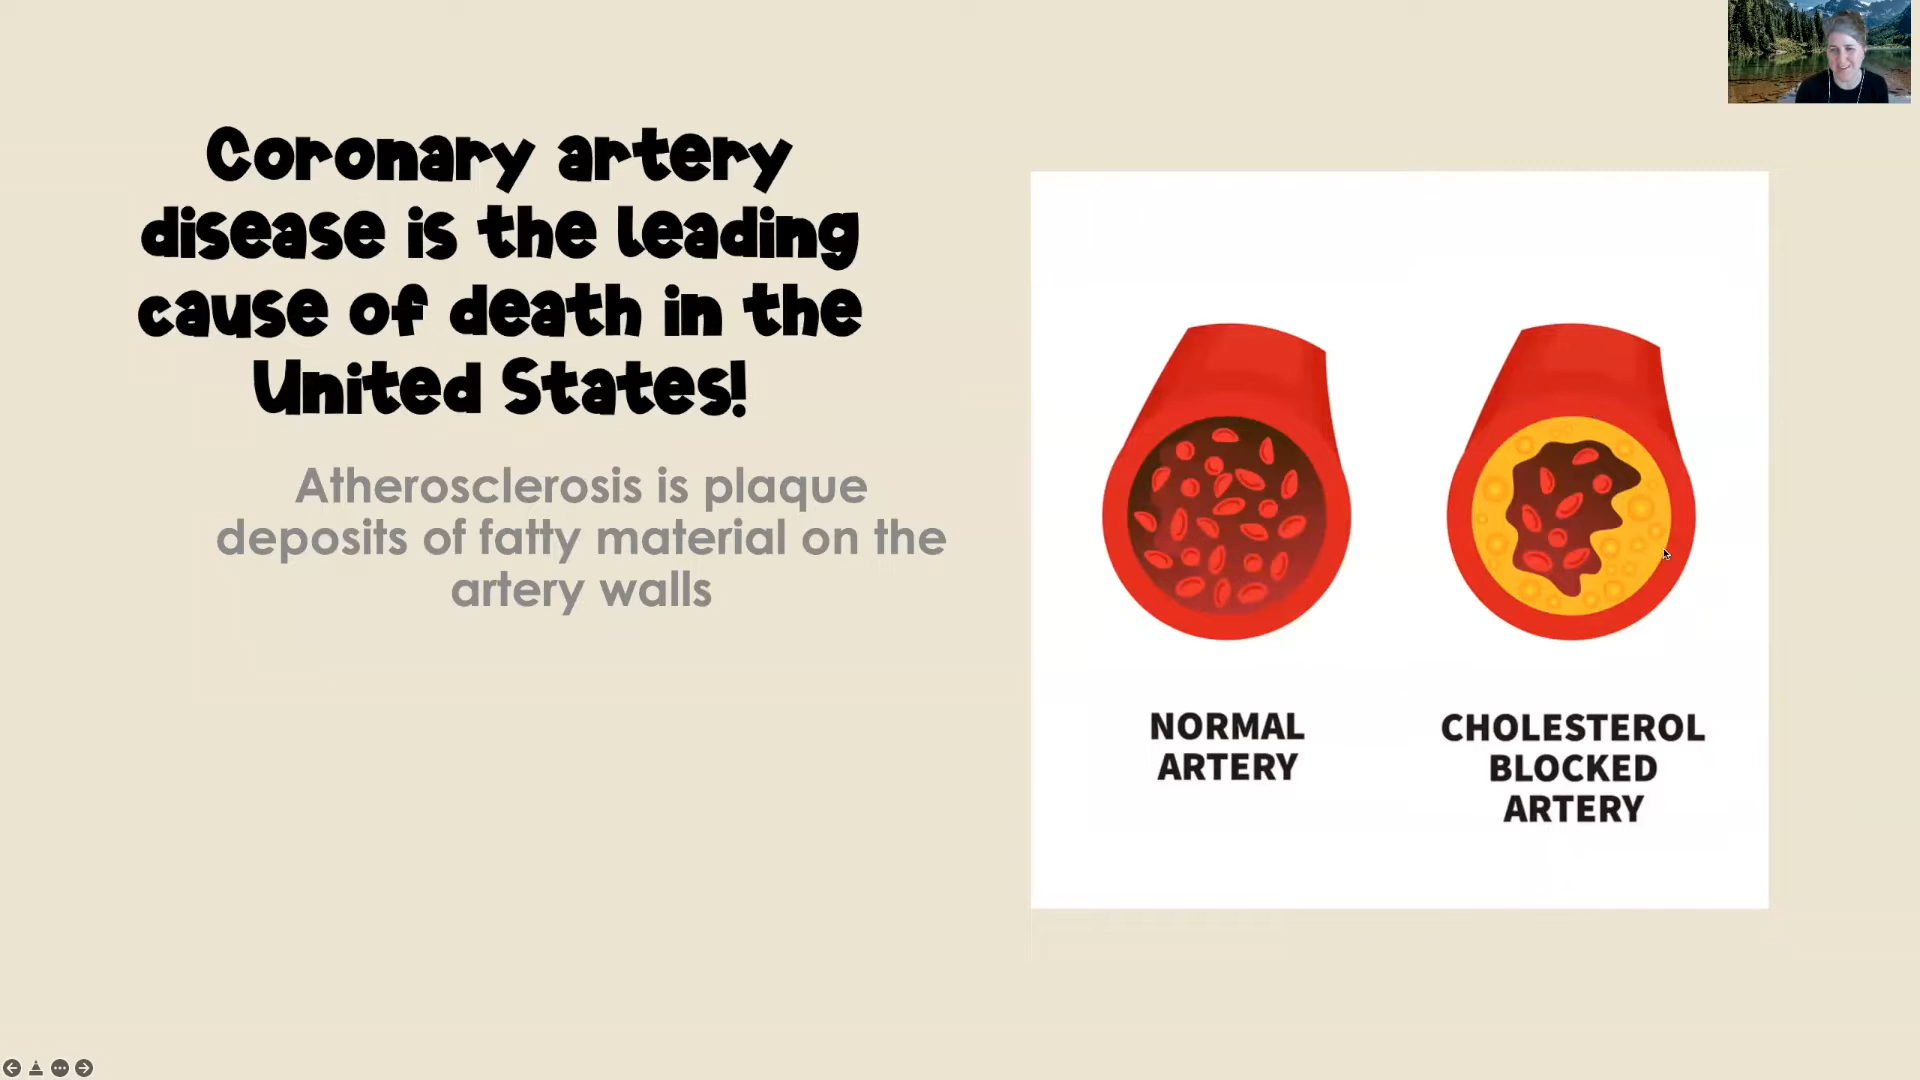 Coronary artery
disease is the leading
cause of death in the
United States!
Atherosclerosis is plaque
deposits of fatty material on the
artery walls
NORMAL
ARTERY
CHOLESTEROL
BLOCKED
ARTERY